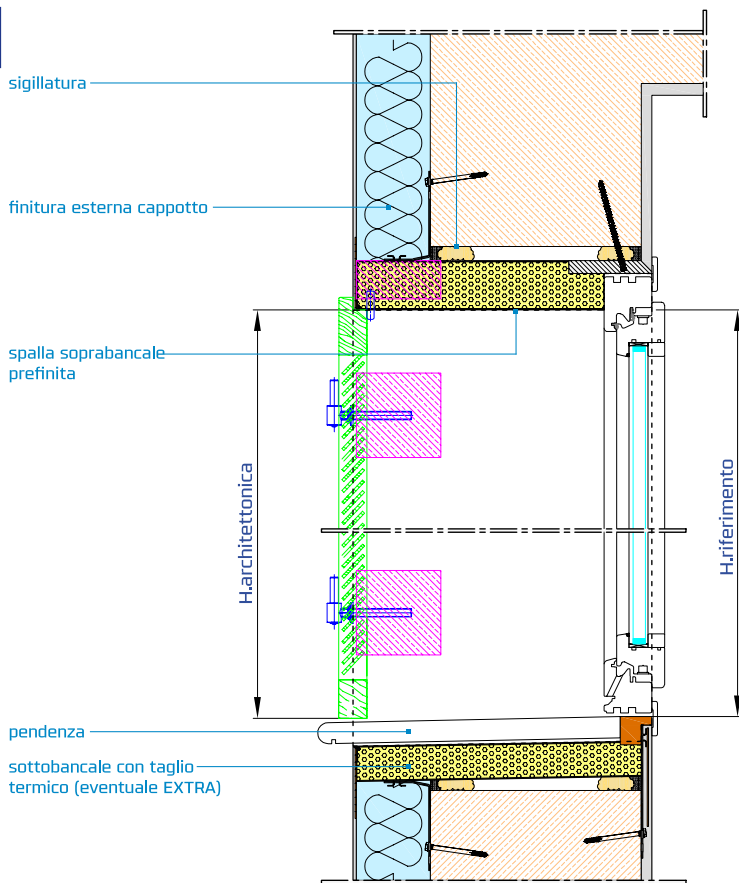 sigillatura
finitura esterna cappotto
spalla soprabancale
prefinita
H.architettonica
H.riferimento
pendenza
sottobancale con taglio
termico (eventuale EXTRA)